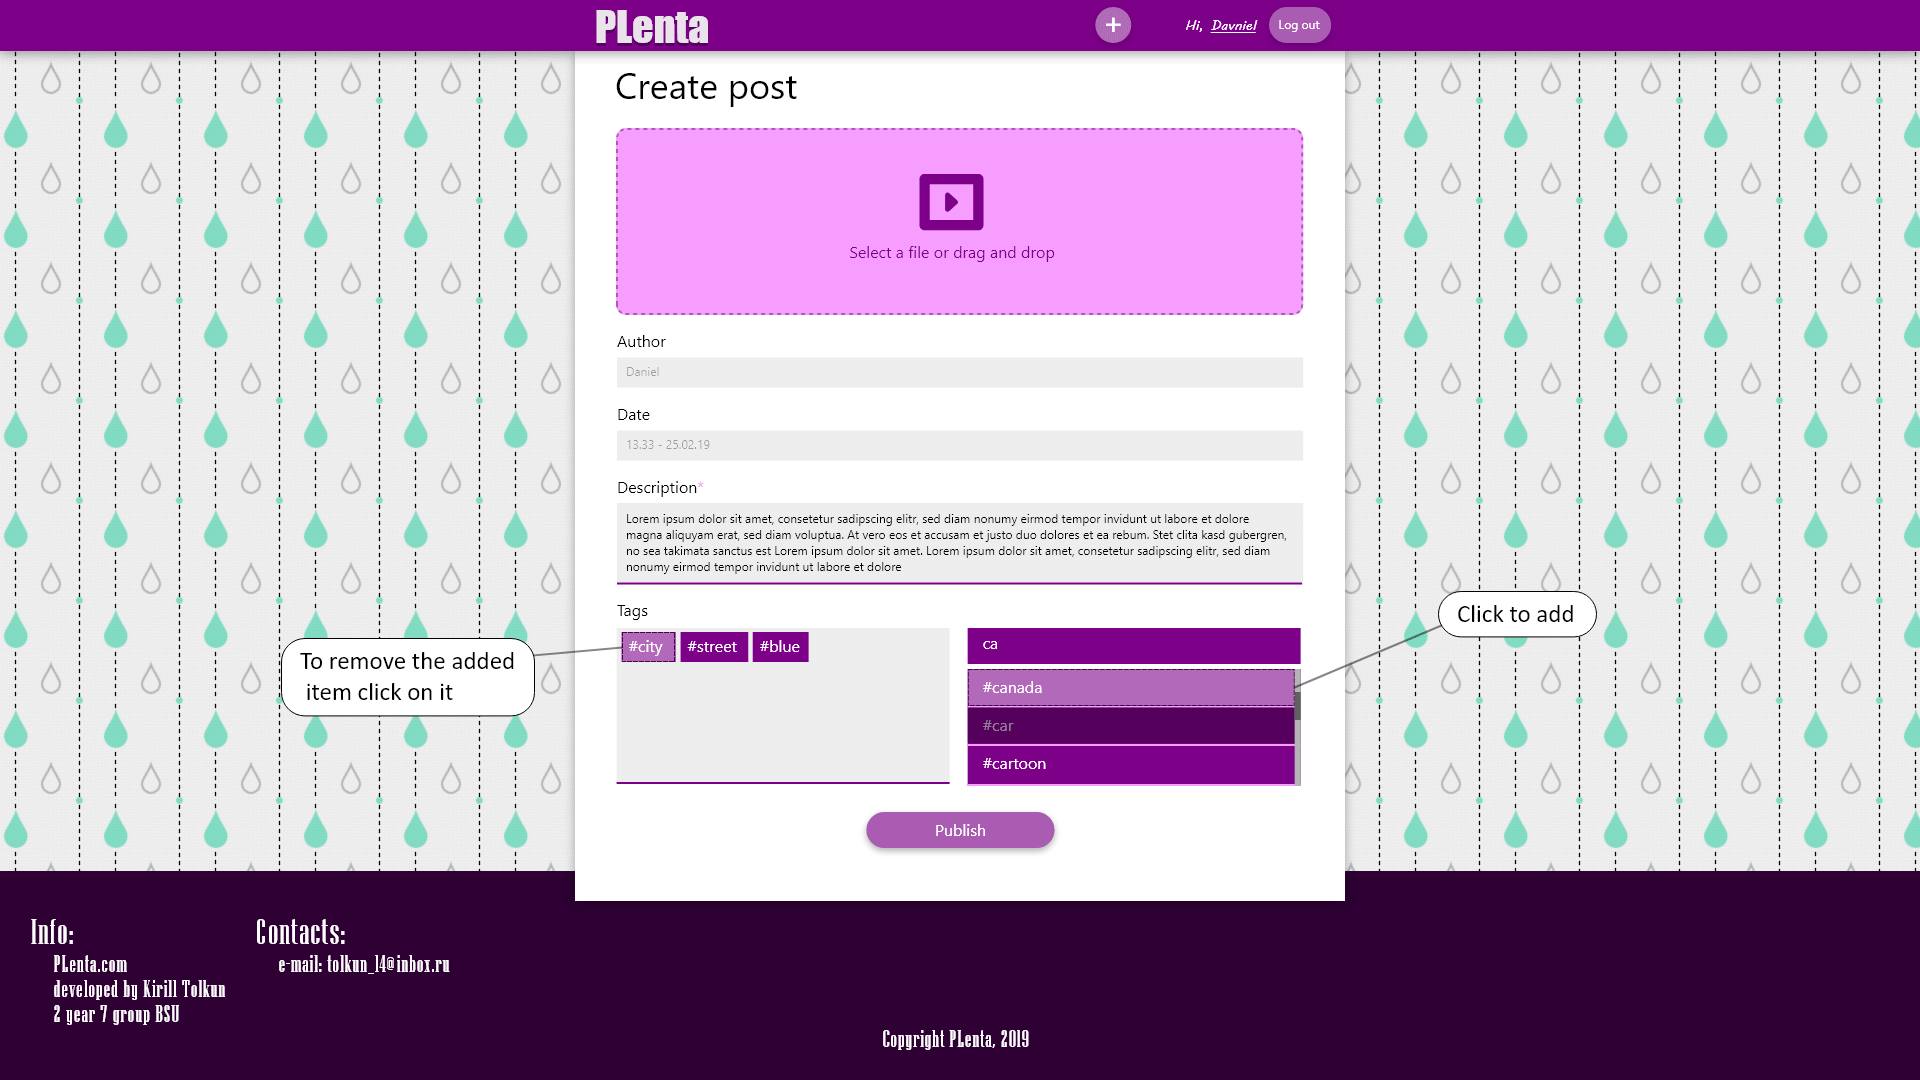 PLenta
+
Hi, Davniel
Log out
Create post
Select a file or drag and drop
Author
Daniel
Date
13.33 - 25.02.19
Description*
Lorem ipsum dolor sit amet, consetetur sadipscing elitr, sed diam nonumy eirmod tempor invidunt ut labore et dolore
magna aliquyam erat, sed diam voluptua. At vero eos et accusam et justo duo dolores et ea rebum. Stet clita kasd gubergren,
no sea takimata sanctus est Lorem ipsum dolor sit amet. Lorem ipsum dolor sit amet, consetetur sadipscing elitr, sed diam
nonumy eirmod tempor invidunt ut labore et dolore
Tags
#city #street #blue
To remove the added
item click on it
ca
#canada
#car
#cartoon
Click to add
Publish
Info:
PLenta.com
developed by Kirill Tolkun
2 year 7 group BSU
Contacts:
e-mail: tolkun_14@inbox.ru
Copyright PLenta, 2019